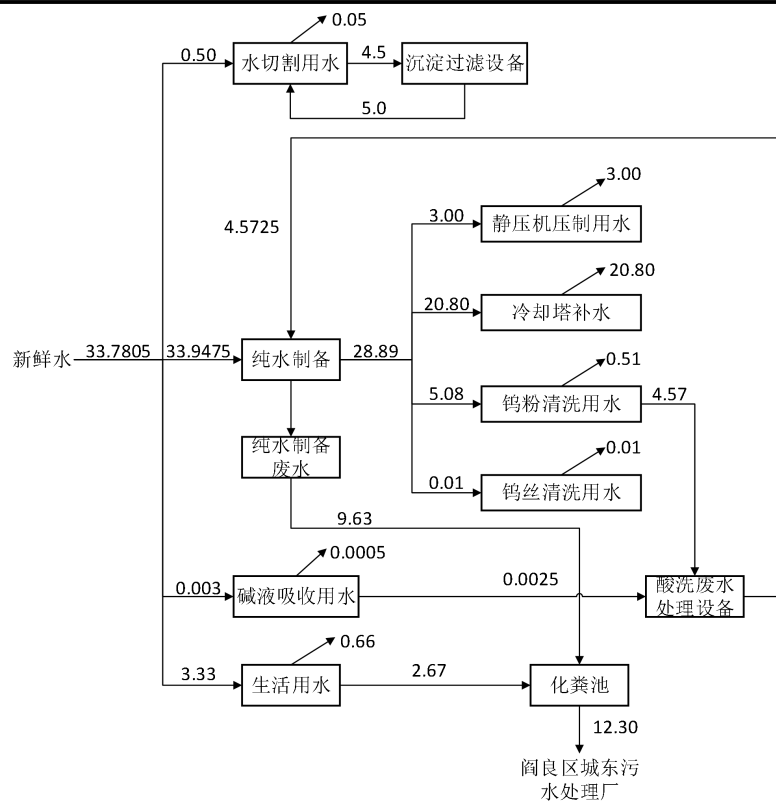 0.05
0.50
水切割用水
4.5
沉淀过滤设备
5.0
3.00
4.5725
3.00
静压机压制用水
20.80
20.80
冷却塔补水
新鲜水
33.7805
33.9475
纯水制备
28.89
0.51
5.08
钨粉清洗用水
4.57
纯水制备
废水
0.01
0.01
钨丝清洗用水
9.63
0.0005
0.003
碱液吸收用水
0.0025
酸洗废水
处理设备
0.66
3.33
生活用水
2.67
化粪池
12.30
阎良区城东污
水处理厂